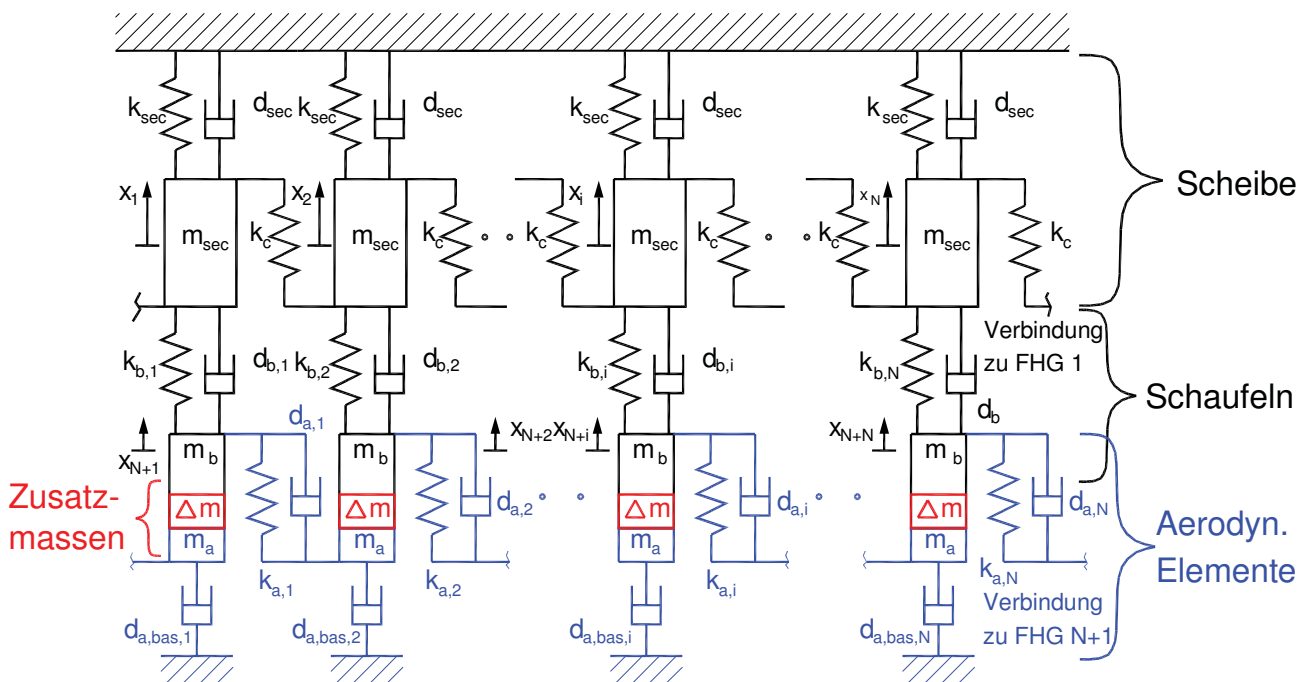 k_sec d_sec k_sec d_sec k_sec d_sec k_sec d_sec
Scheibe
x_1 x_2 x_i x_N
m_sec k_c m_sec k_c k_c m_sec k_c k_c m_sec k_c
Verbindung
zu FHG 1
k_b,1 d_b,1 k_b,2 d_b,2 k_b,i d_b,i k_b,N d_b
Schaufeln
x_N+1 d_a,1 x_N+2 x_N+i x_N+N
m_b m_b m_b m_b
Zusatz-
massen
Δm Δm d_a,2 Δm d_a,i Δm d_a,N
m_a m_a m_a m_a
Aerodyn.
Elemente
k_a,1 k_a,2 k_a,i k_a,N
Verbindung
zu FHG N+1
d_a,bas,1 d_a,bas,2 d_a,bas,i d_a,bas,N